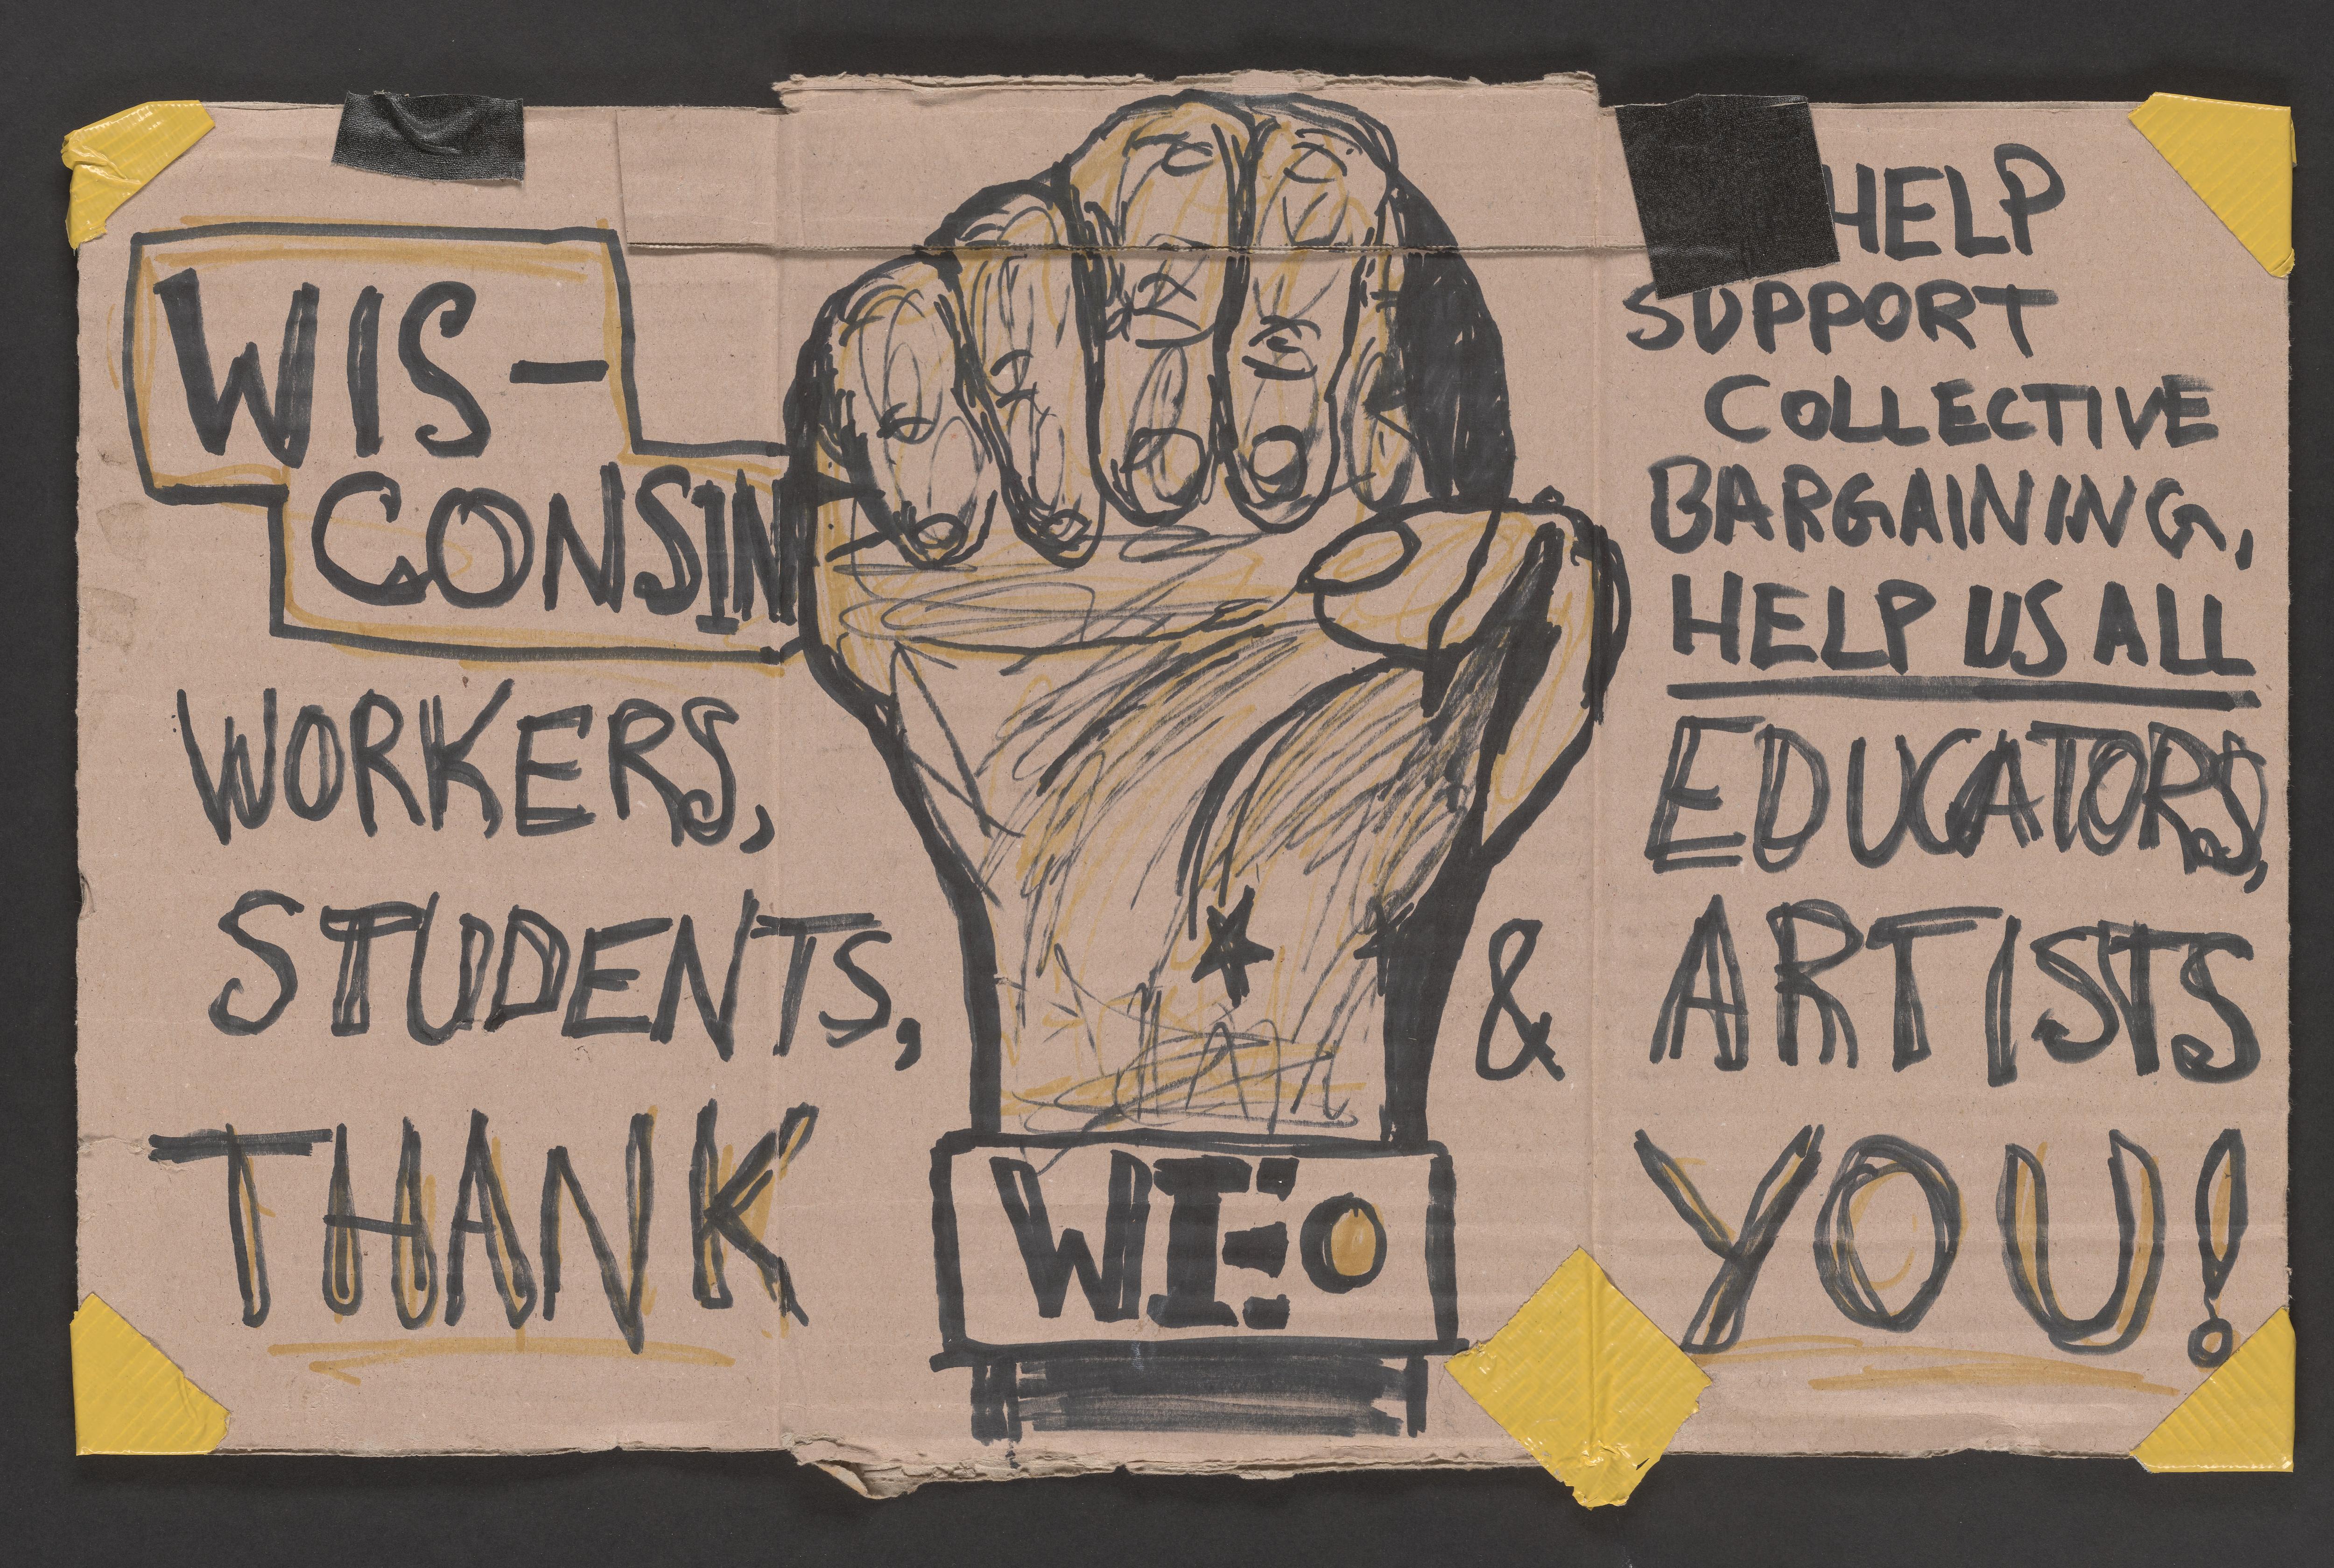 WIS-
CONSIN
WORKERS,
STUDENTS,
THANK
WI:O
HELP
SUPPORT
COLLECTIVE
BARGAINING,
HELP US ALL
EDUCATORS,
& ARTISTS
YOU!